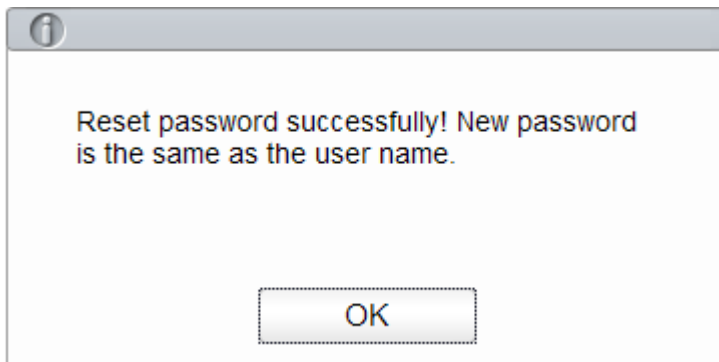 Reset password successfully! New password
is the same as the user name.
OK